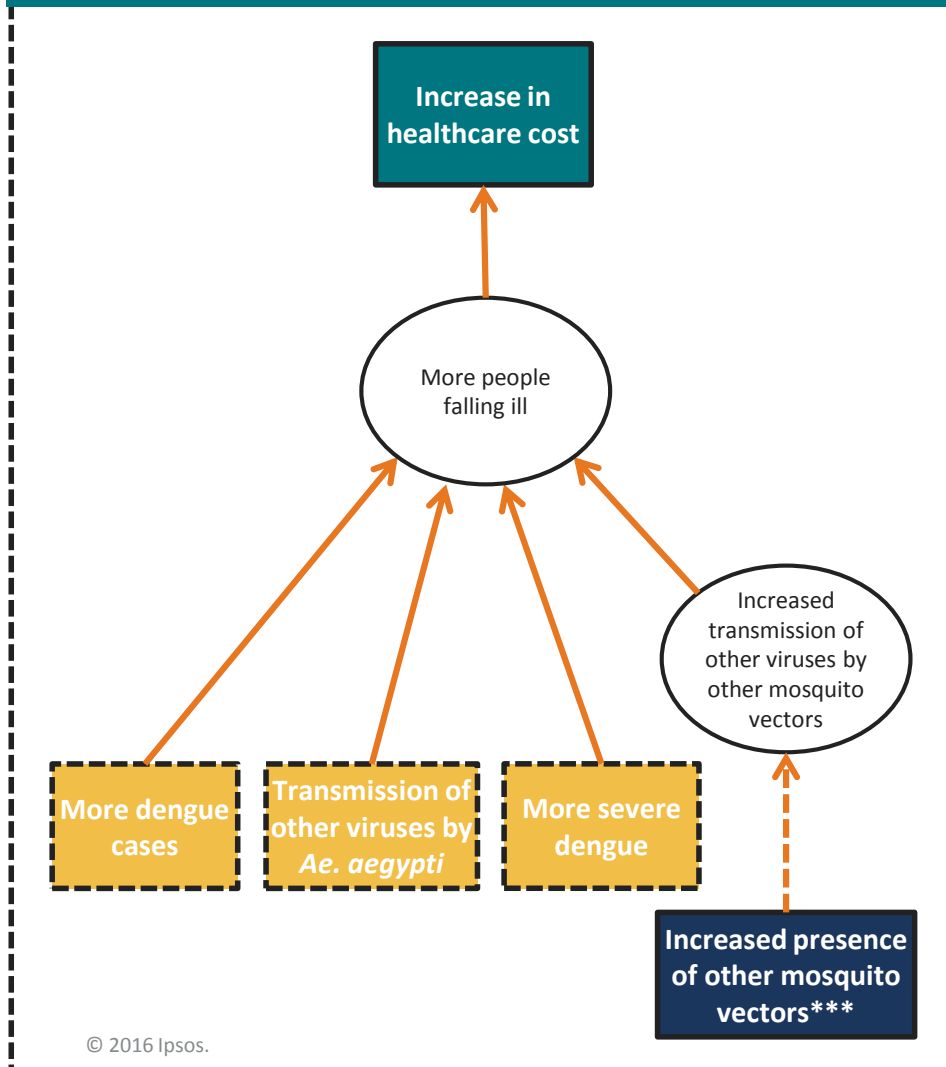 Increase in
healthcare cost
More people
falling ill
Increased
transmission of
other viruses by
other mosquito
vectors
More dengue
cases
Transmission of
other viruses by
Ae. aegypti
More severe
dengue
Increased presence
of other mosquito
vectors***
© 2016 Ipsos.